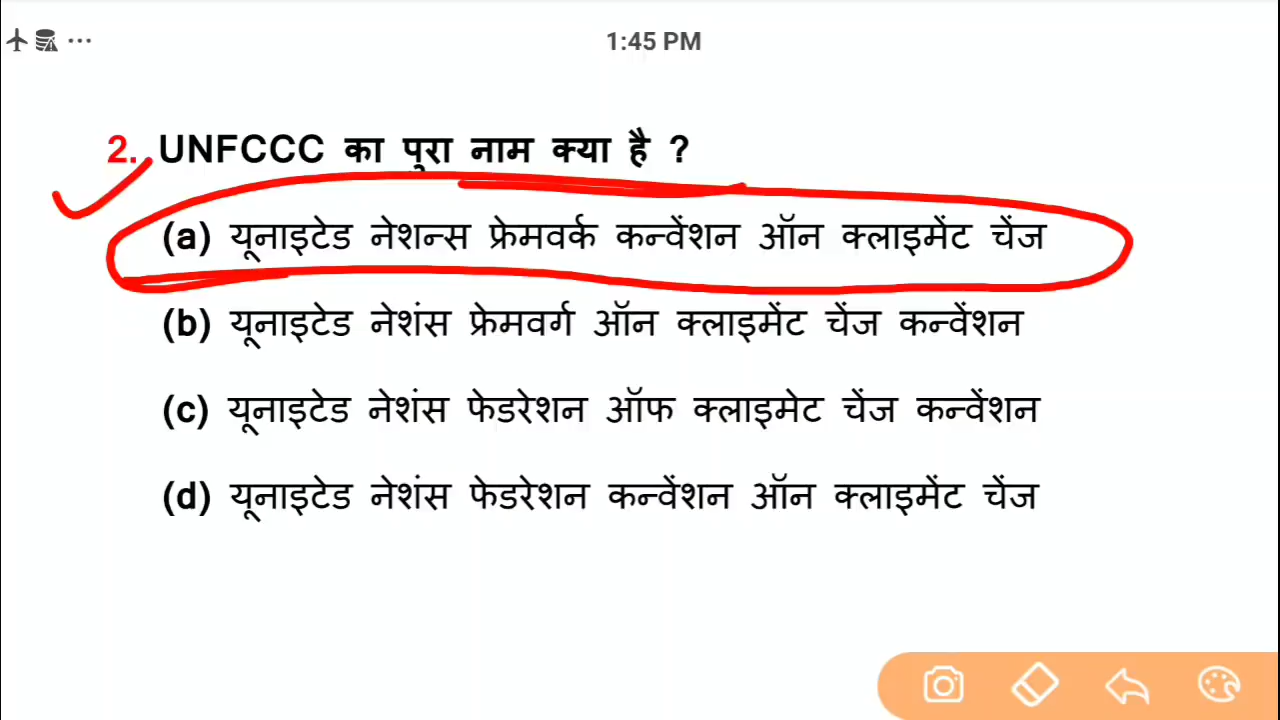 1:45 PM
2. UNFCCC का पुरा नाम क्या है ?
(a) यूनाइटेड नेशन्स फ्रेमवर्क कन्वेंशन ऑन क्लाइमेंट चेंज
(b) यूनाइटेड नेशंस फ्रेमवर्ग ऑन क्लाइमेंट चेंज कन्वेंशन
(c) यूनाइटेड नेशंस फेडरेशन ऑफ क्लाइमेट चेंज कन्वेंशन
(d) यूनाइटेड नेशंस फेडरेशन कन्वेंशन ऑन क्लाइमेंट चेंज